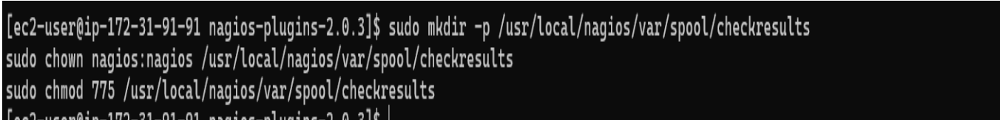 [ec2-user@ip-172-31-91-91 nagios-plugins-2.0.3]$ sudo mkdir -p /usr/local/nagios/var/spool/checkresults
sudo chown nagios:nagios /usr/local/nagios/var/spool/checkresults
sudo chmod 775 /usr/local/nagios/var/spool/checkresults
[ec2-user@ip-172-31-91-91 nagios-plugins-2.0.3]$